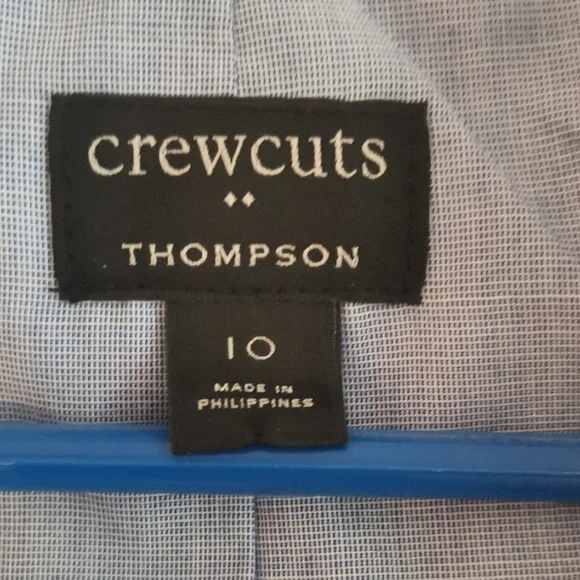 crewcuts
THOMPSON
10
MADE IN
PHILIPPINES